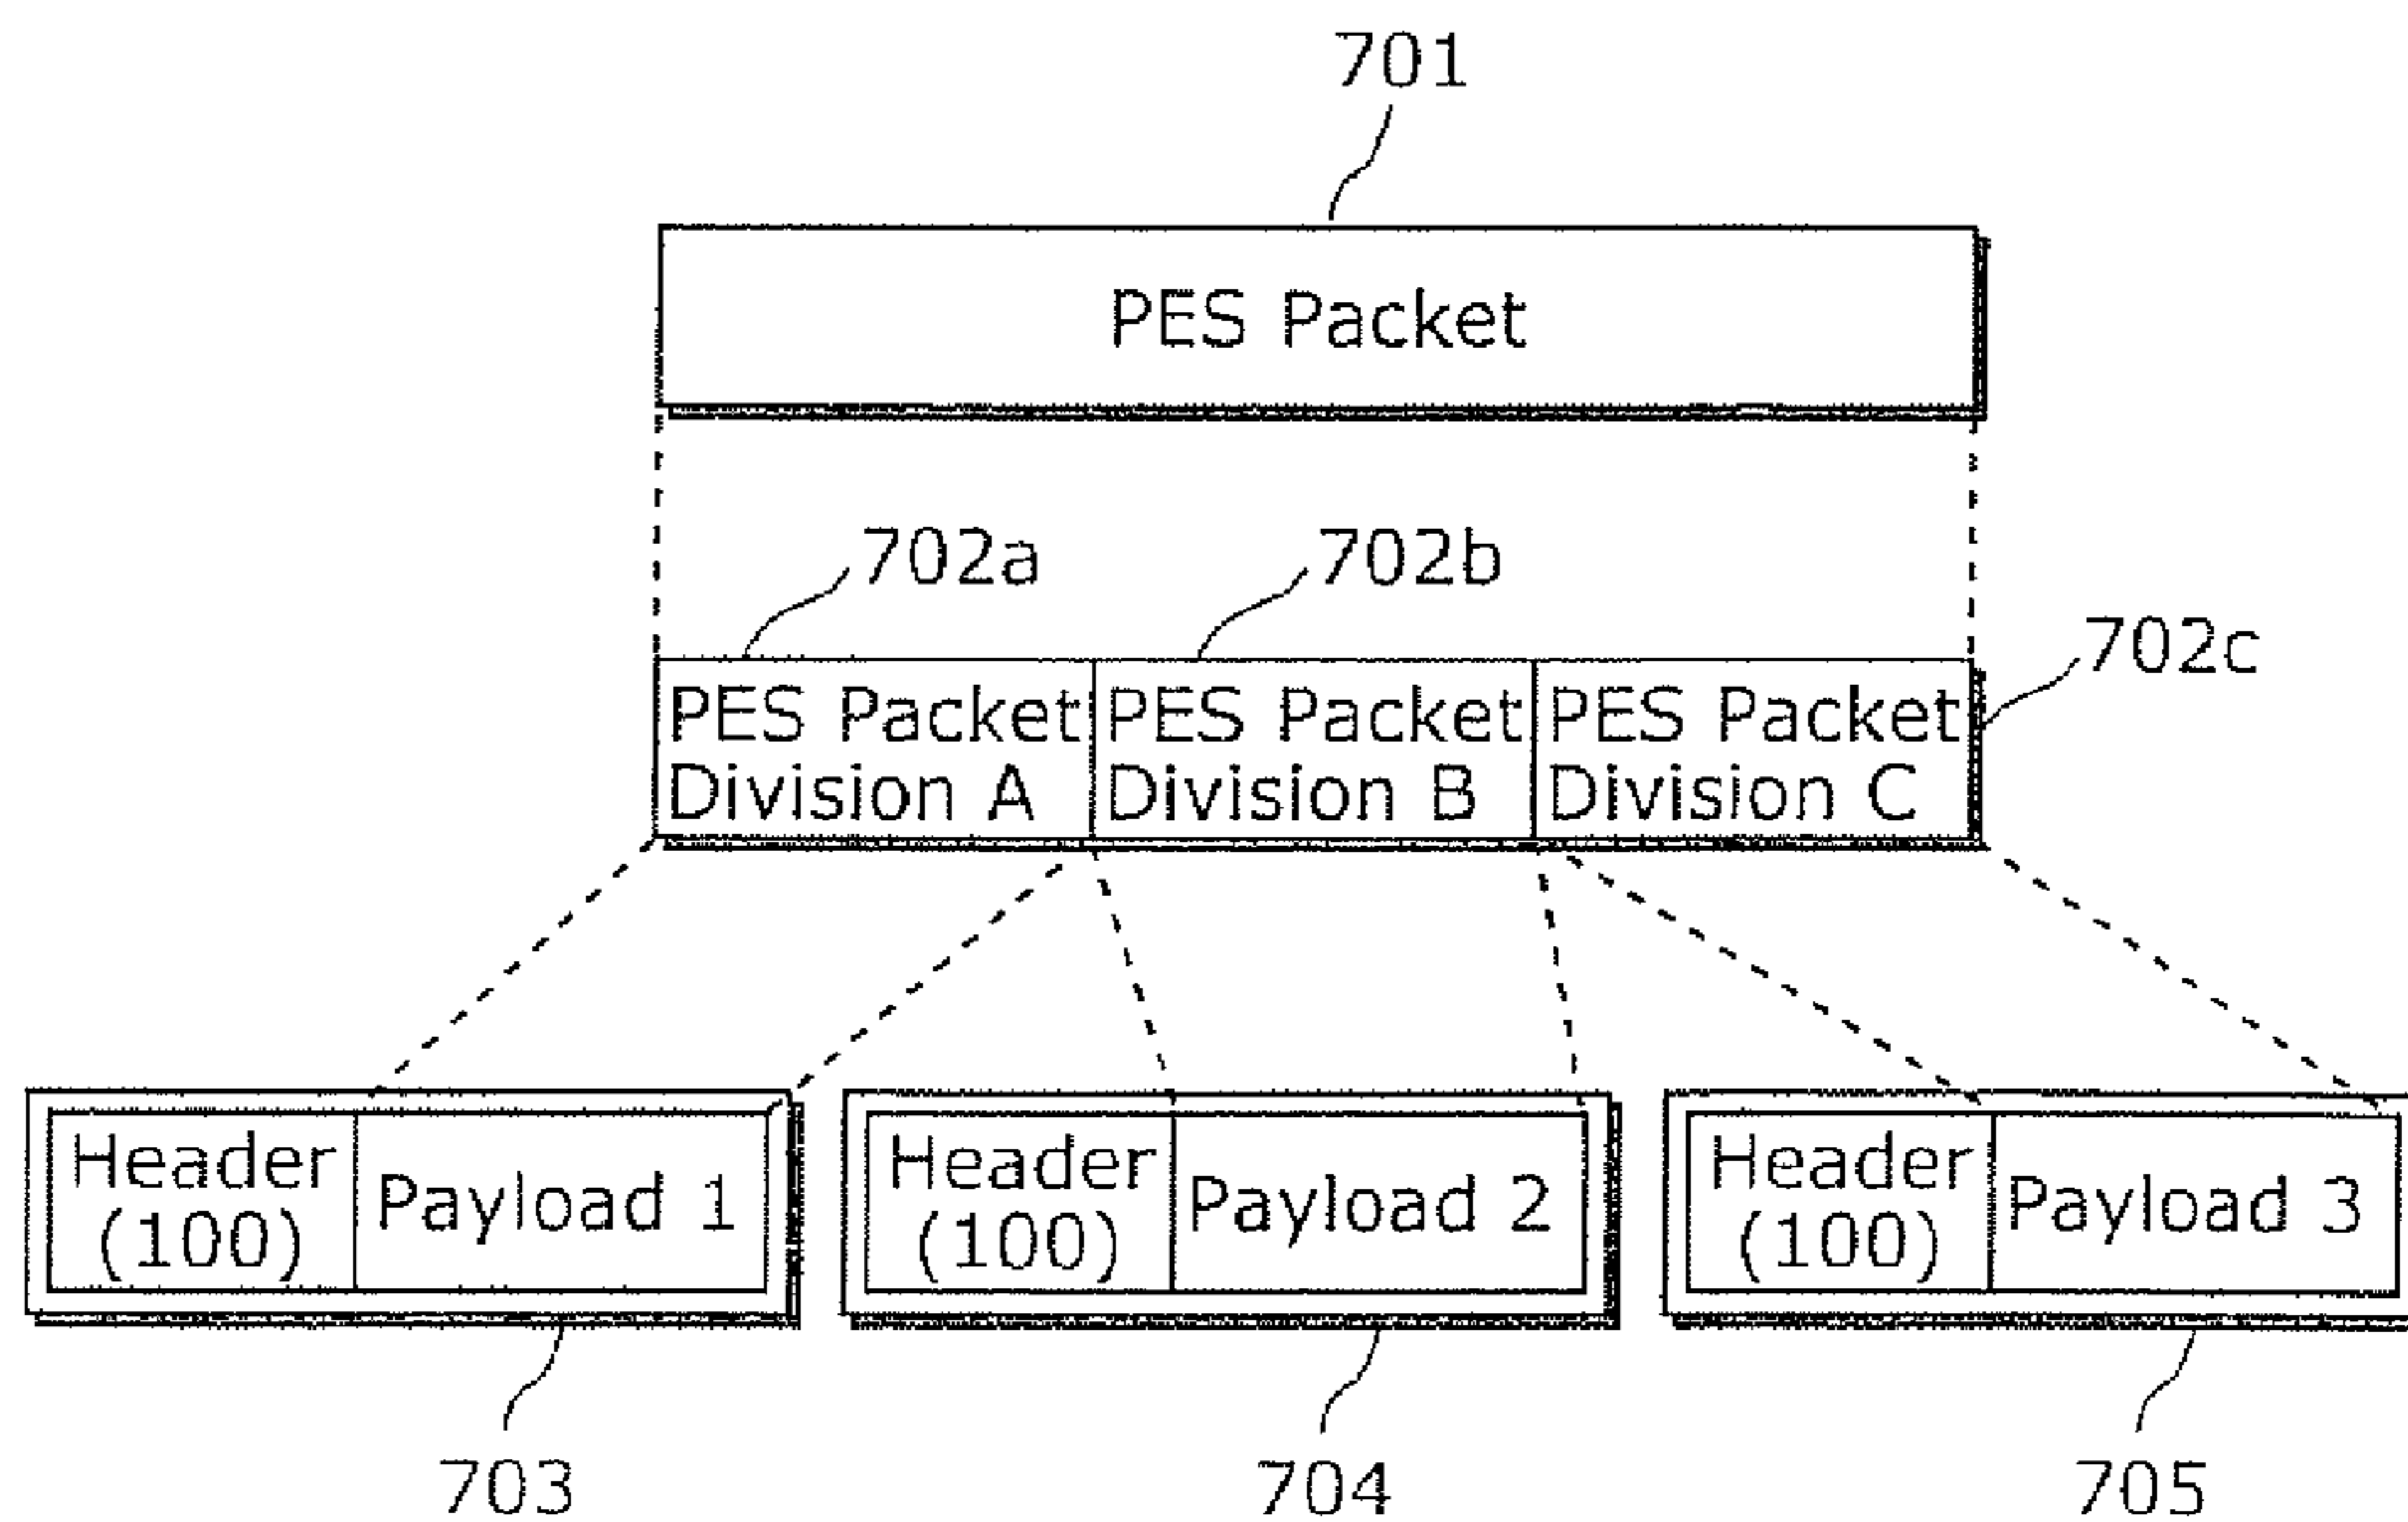 701
PES Packet
702a
702b
702c
PES Packet
Division A
PES Packet
Division B
PES Packet
Division C
Header
(100)
Payload 1
Header
(100)
Payload 2
Header
(100)
Payload 3
703
704
705